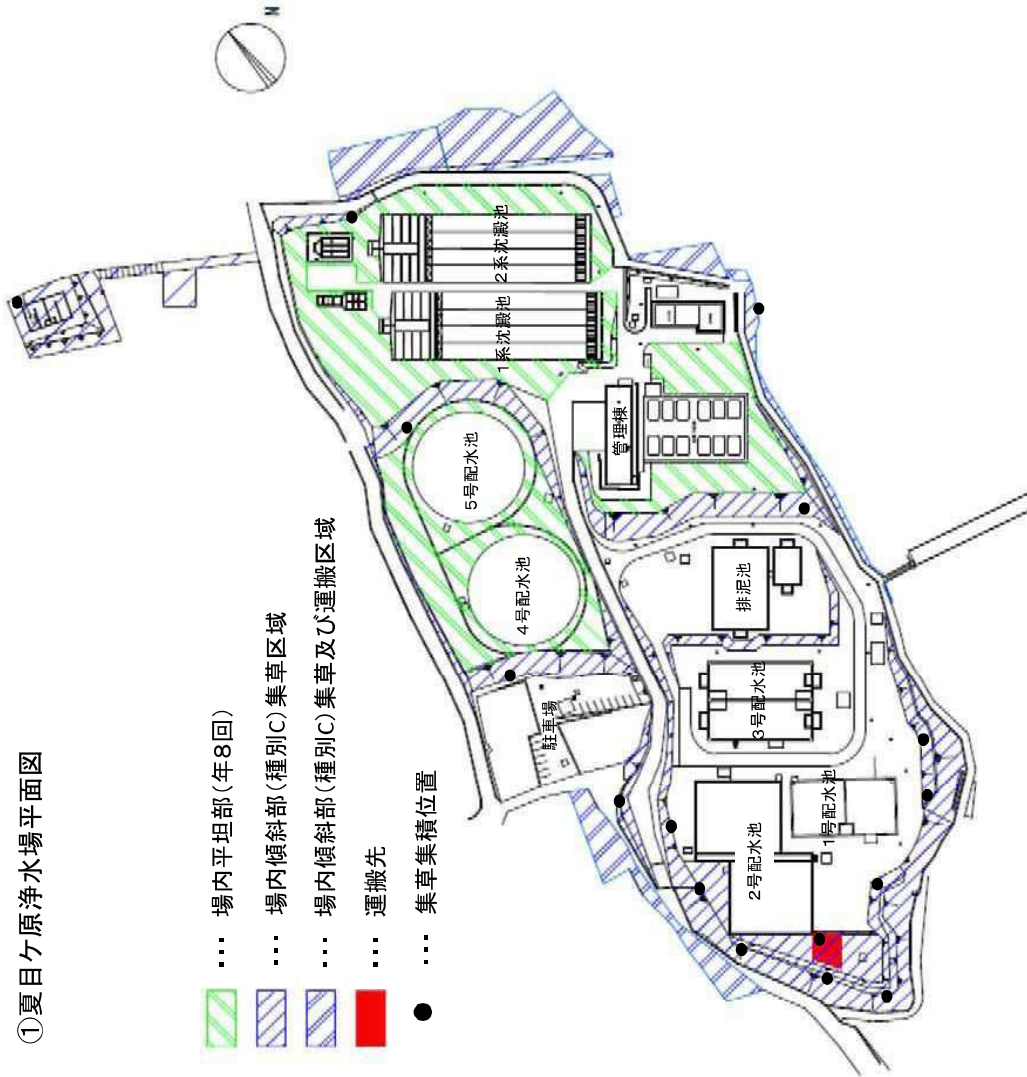 ①夏目ケ原浄水場平面図
… 場内平坦部(年8回)
… 場内傾斜部(種別C)集草区域
… 場内傾斜部(種別C)集草及び運搬区域
… 運搬先
… 集草集積位置
N
2系沈澱池
1系沈澱池
5号配水池
4号配水池
管理棟
駐車場
排泥池
3号配水池
2号配水池
1号配水池